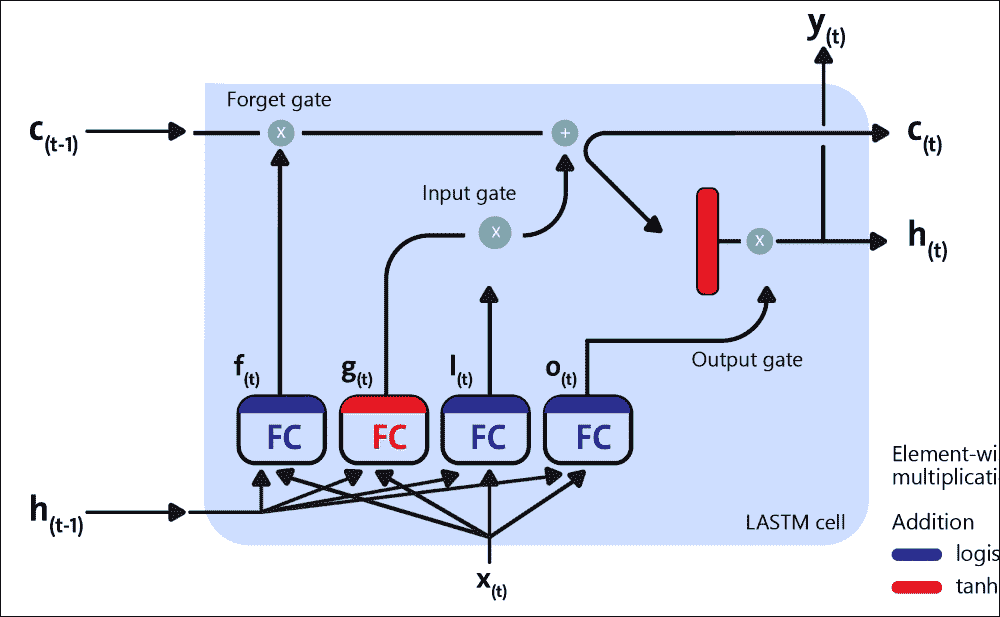 y(t)
Forget gate
x
+
c(t-1)
c(t)
Input gate
x
x
h(t)
f(t)
g(t)
l(t)
o(t)
Output gate
FC
FC
FC
FC
Element-wi
multiplicati
h(t-1)
LASTM cell
Addition
logis
tanh
x(t)